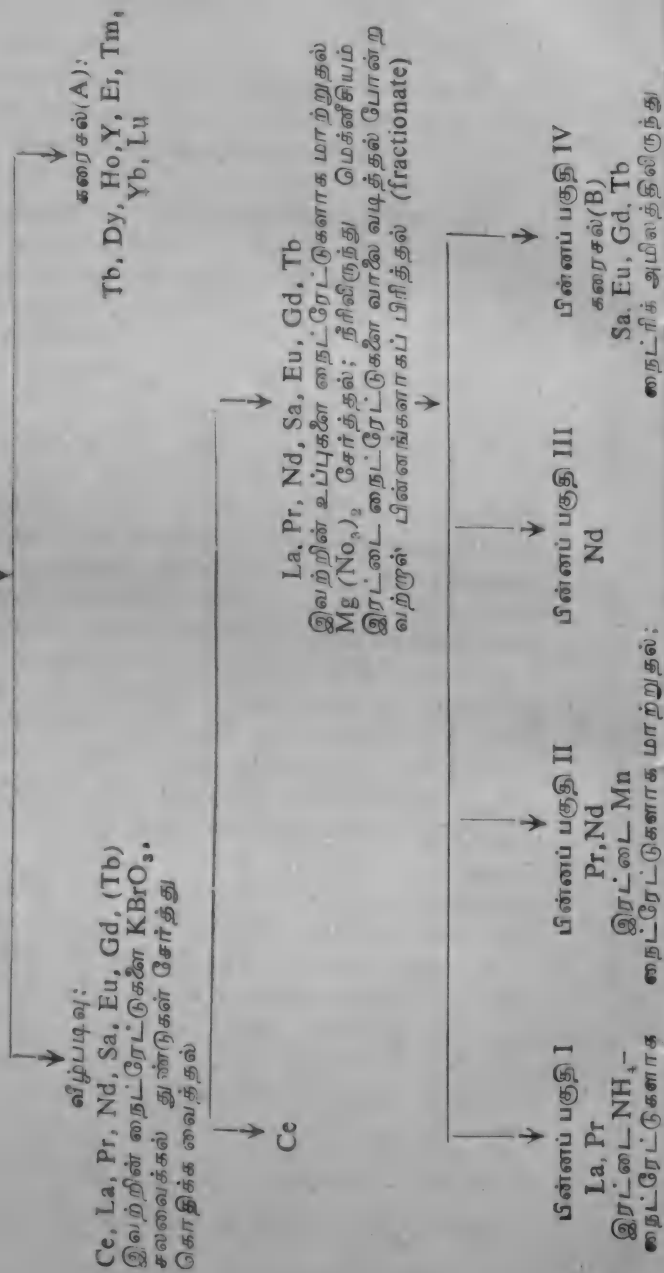 வீழ்படிவு:
Ce, La, Pr, Nd, Sa, Eu, Gd, (Tb)
இவற்றின் நைட்ரேட்டுகளை KBrO₃,
சலவைக்கல் துண்டுகள் சேர்த்து
கொதிக்க வைத்தல்
கரைசல்(A):
Tb, Dy, Ho, Y, Er, Tm,
Yb, Lu
Ce
La, Pr, Nd, Sa, Eu, Gd, Tb
இவற்றின் உப்புகளை நைட்ரேட்டுகளாக மாற்றுதல்
Mg (No₃)₂ சேர்த்தல்; நீரிலிருந்து மெக்னீசியம்
இரட்டை நைட்ரேட்டுகளை வாலை வடித்தல் போன்ற
வற்றால் பின்னங்களாகப் பிரித்தல் (fractionate)
பின்னப் பகுதி I
La, Pr
இரட்டை NH₄–
நைட்ரேட்டுகளாக
பின்னப் பகுதி II
Pr, Nd
இரட்டை Mn
நைட்ரேட்டுகளாக மாற்றுதல்;
பின்னப் பகுதி III
Nd
பின்னப் பகுதி IV
கரைசல்(B)
Sa, Eu, Gd, Tb
நைட்ரிக் அமிலத்திலிருந்து